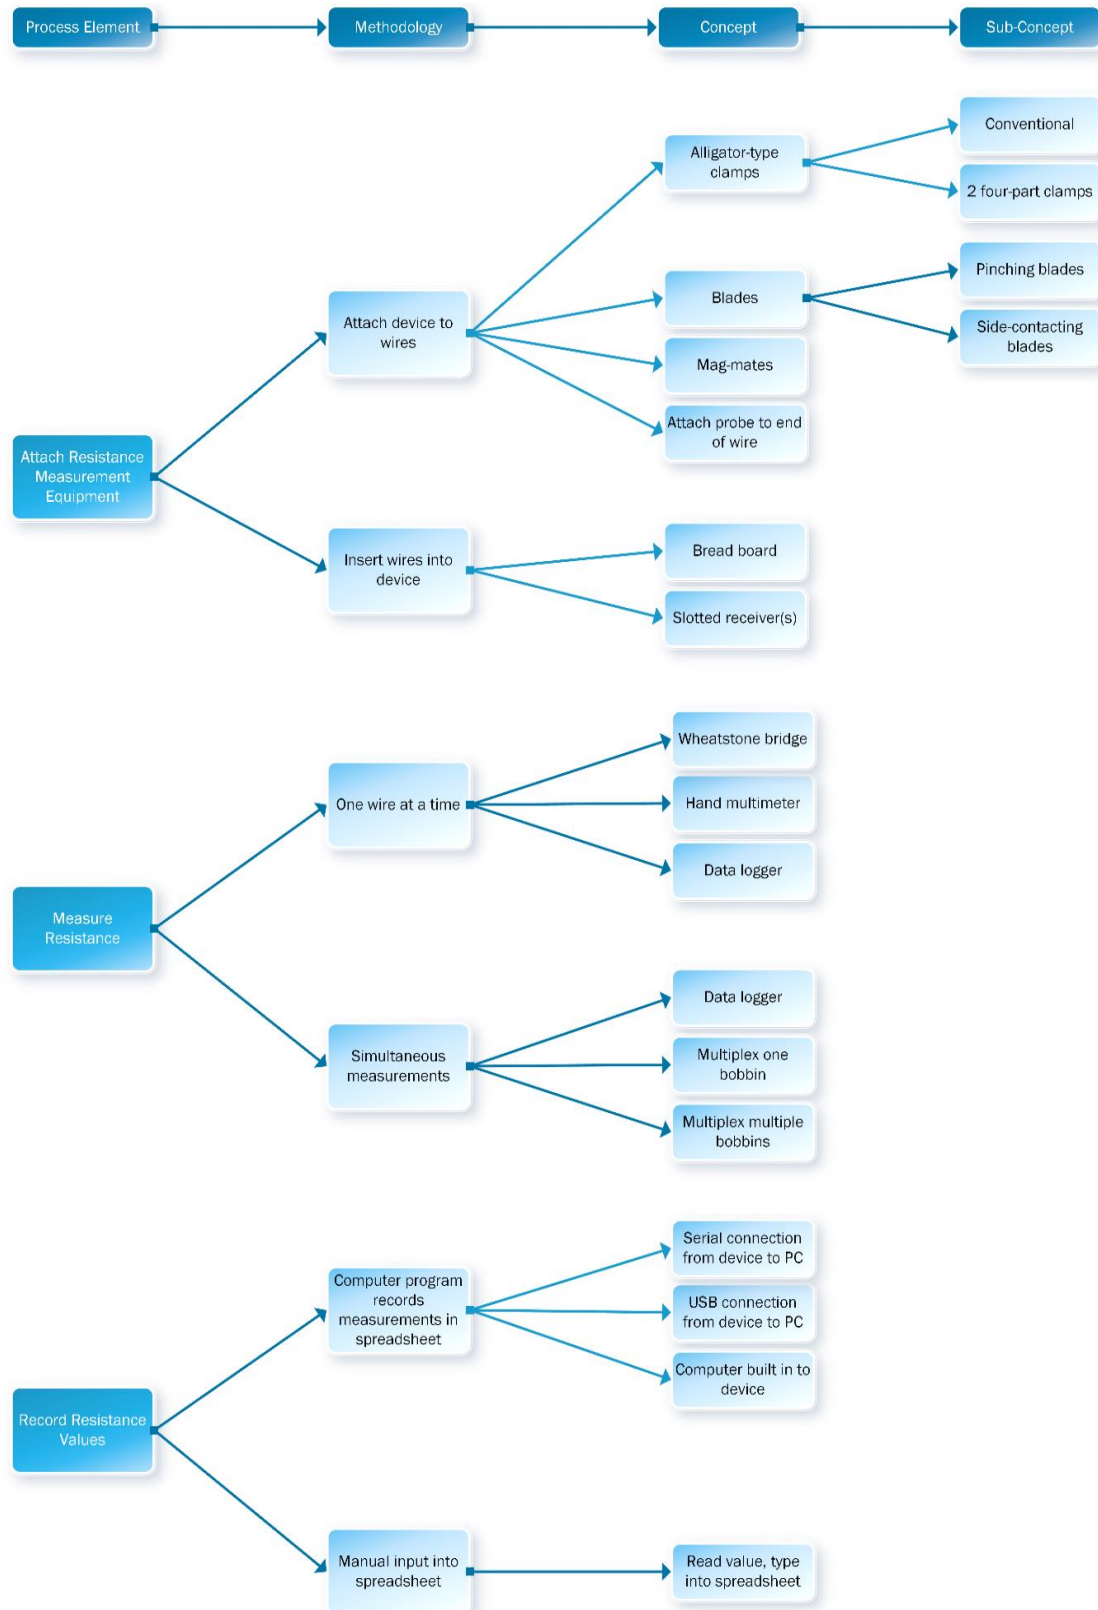 Process Element
Methodology
Concept
Sub-Concept
Attach Resistance
Measurement
Equipment
Attach device to
wires
Alligator-type
clamps
Conventional
2 four-part clamps
Blades
Pinching blades
Side-contacting
blades
Mag-mates
Attach probe to end
of wire
Insert wires into
device
Bread board
Slotted receiver(s)
Measure
Resistance
One wire at a time
Wheatstone bridge
Hand multimeter
Data logger
Simultaneous
measurements
Data logger
Multiplex one
bobbin
Multiplex multiple
bobbins
Record Resistance
Values
Computer program
records
measurements in
spreadsheet
Serial connection
from device to PC
USB connection
from device to PC
Computer built in to
device
Manual input into
spreadsheet
Read value, type
into spreadsheet